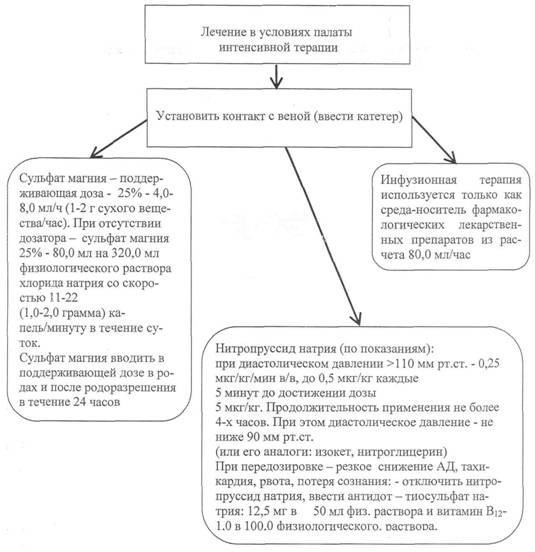 Лечение в условиях палаты
интенсивной терапии
Установить контакт с веной (ввести катетер)
Сульфат магния – поддер-
живающая доза - 25% - 4,0-
8,0 мл/ч (1-2 г сухого веще-
ства/час). При отсутствии
дозатора – сульфат магния
25% - 80,0 мл на 320,0 мл
физиологического раствора
хлорида натрия со скоро-
стью 11-22
(1,0-2,0 грамма) ка-
пель/минуту в течение су-
ток.
Сульфат магния вводить в
поддерживающей дозе в ро-
дах и после родоразрешения
в течение 24 часов
Инфузионная терапия
используется только как
среда-носитель фармако-
логических лекарствен-
ных препаратов из рас-
чета 80,0 мл/час
Нитропруссид натрия (по показаниям):
при диастолическом давлении >110 мм рт.ст. - 0,25
мкг/кг/мин в/в, до 0,5 мкг/кг каждые
5 минут до достижении дозы
5 мкг/кг. Продолжительность применения не более
4-х часов. При этом диастолическое давление - не
ниже 90 мм рт.ст.
(или его аналоги: изокет, нитроглицерин)
При передозировке – резкое снижение АД, тахи-
кардия, рвота, потеря сознания: - отключить нитро-
пруссид натрия, ввести антидот – тиосульфат на-
трия: 12,5 мг в 50 мл физ. раствора и витамин В12-
1.0 в 100.0 физиологического. раствора.